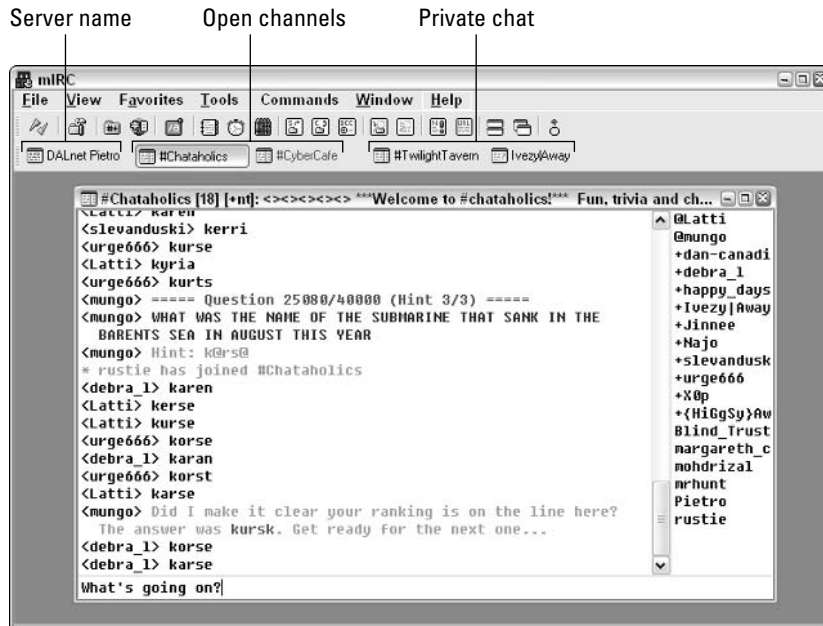 Server name Open channels Private chat
mIRC
File View Favorites Tools Commands Window Help
DALnet Pietro #Chataholics #CyberCafe #TwilightTavern Ivezy|Away
#Chataholics [18] [+nt]: <><><><><> ***Welcome to #chataholics!*** Fun, trivia and ch...
<Latti> karen
<slevanduski> kerri
<urge666> kurse
<Latti> kyria
<urge666> kurts
<mungo> ===== Question 25080/40000 (Hint 3/3) =====
<mungo> WHAT WAS THE NAME OF THE SUBMARINE THAT SANK IN THE
BARENTS SEA IN AUGUST THIS YEAR
<mungo> Hint: k@rs@
* rustie has joined #Chataholics
<debra_l> karen
<Latti> kerse
<Latti> kurse
<urge666> korse
<debra_l> karan
<urge666> korst
<Latti> karse
<mungo> Did I make it clear your ranking is on the line here?
The answer was kursk. Get ready for the next one...
<debra_l> korse
<debra_l> karse
What's going on?
@Latti
@mungo
+dan-canadi
+debra_l
+happy_days
+Ivezy|Away
+Jinnee
+Najo
+slevandusk
+urge666
+X0p
+{HiGgSy}Aw
Blind_Trust
margareth_c
mohdrizal
mrhunt
Pietro
rustie